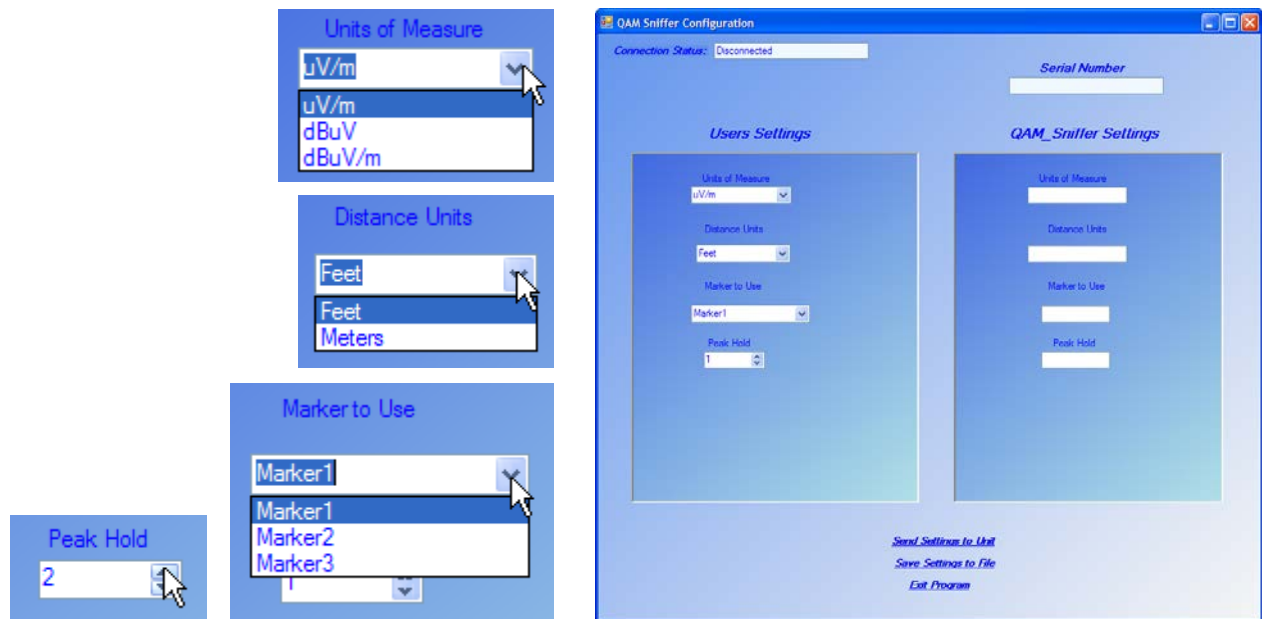 Units of Measure
uV/m
uV/m
dBuV
dBuV/m
Distance Units
Feet
Feet
Meters
Marker to Use
Marker1
Marker1
Marker2
Marker3
1
Peak Hold
2
QAM Sniffer Configuration
Connection Status: Disconnected
Serial Number
Users Settings
QAM_Sniffer Settings
Units of Measure
uV/m
Distance Units
Feet
Marker to Use
Marker1
Peak Hold
1
Units of Measure
Distance Units
Marker to Use
Peak Hold
Send Settings to Unit
Save Settings to File
Exit Program